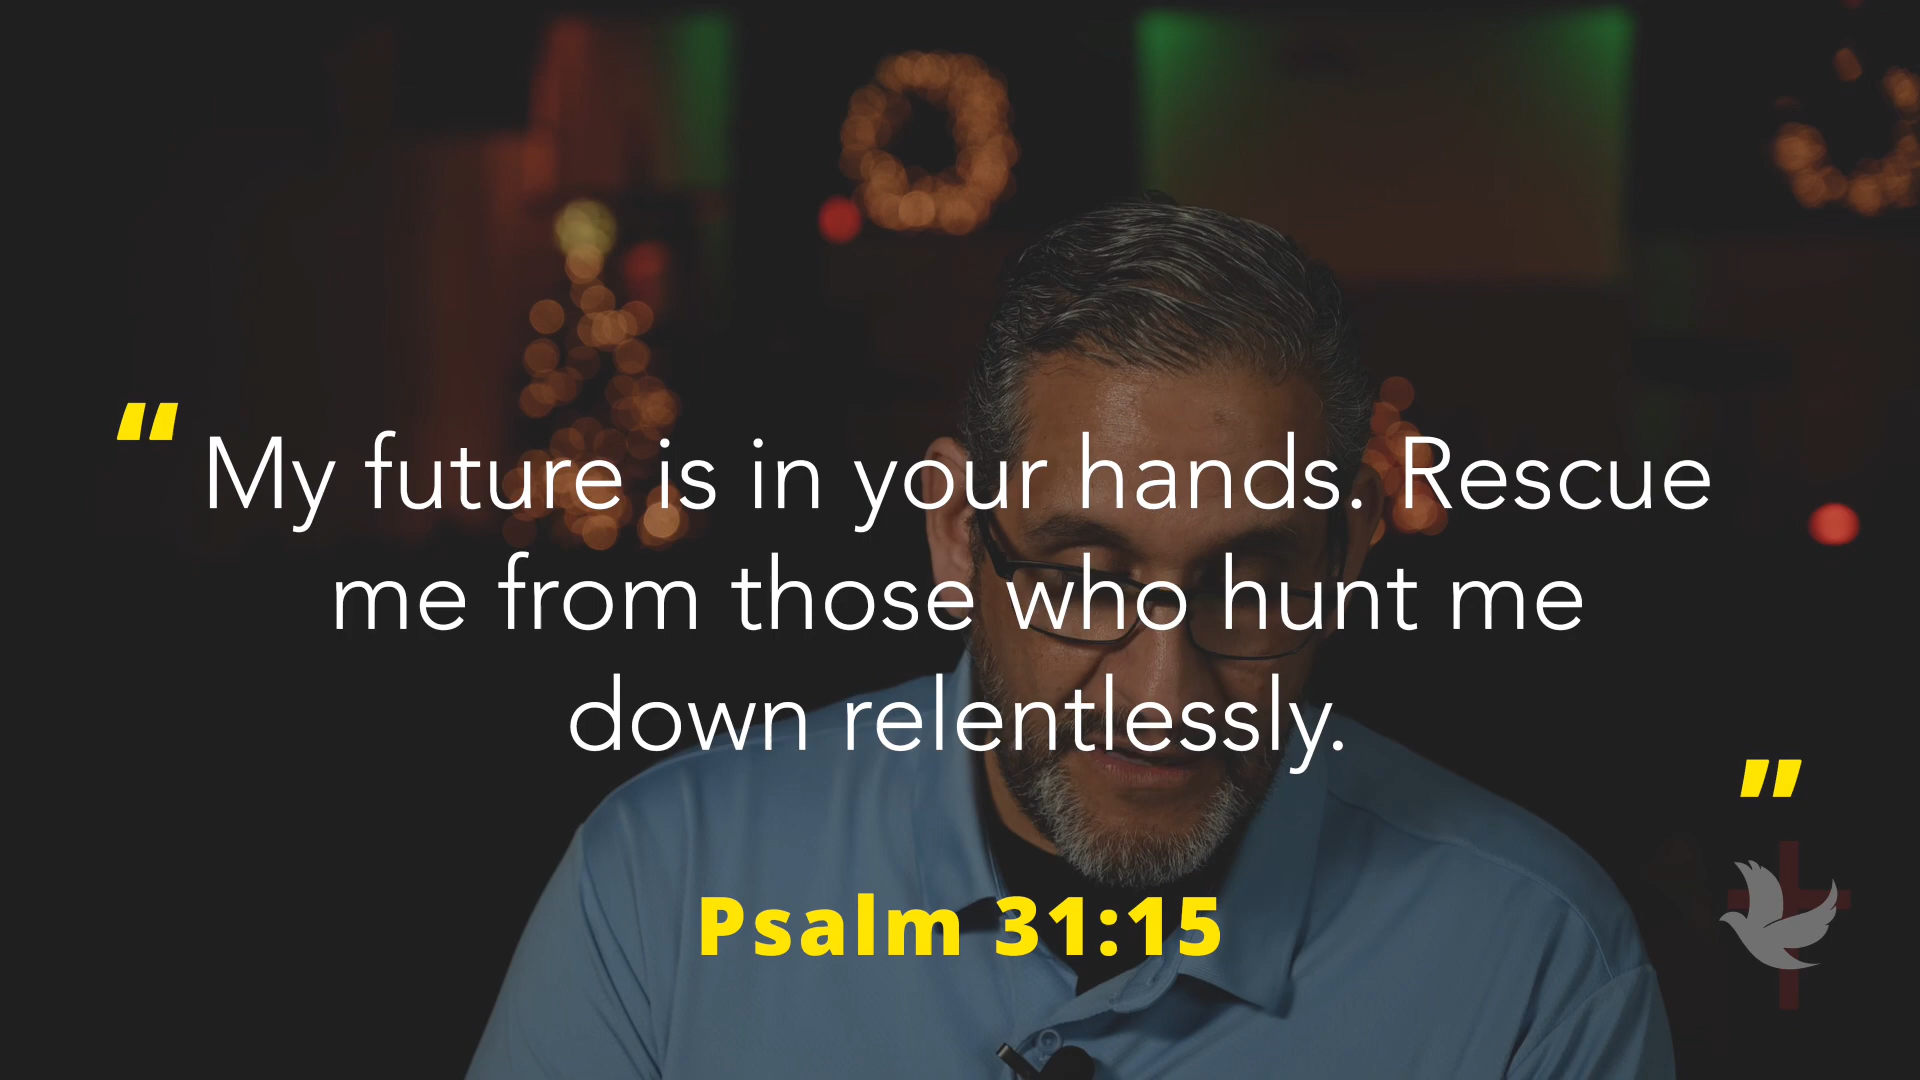 “ My future is in your hands. Rescue
me from those who hunt me
down relentlessly. ”
Psalm 31:15